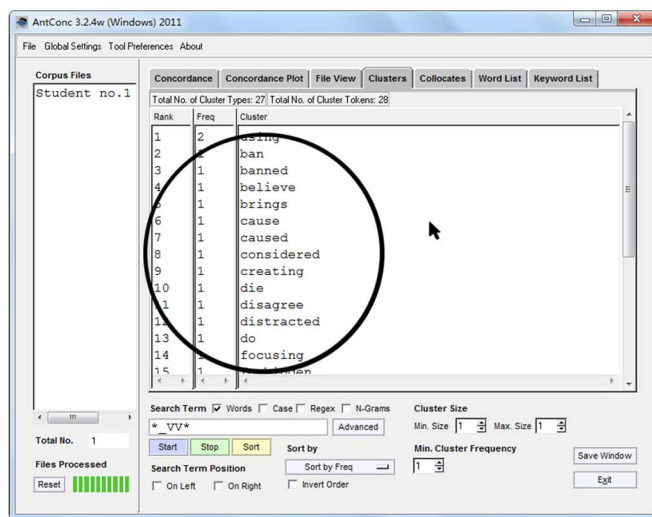 AntConc 3.2.4w (Windows) 2011
File Global Settings Tool Preferences About
Corpus Files
Student no.1
Concordance Concordance Plot File View Clusters Collocates Word List Keyword List
Total No. of Cluster Types: 27 Total No. of Cluster Tokens: 28
Rank Freq Cluster
1 2 using
2 1 ban
3 1 banned
4 1 believe
5 1 brings
6 1 cause
7 1 caused
8 1 considered
9 1 creating
10 1 die
11 1 disagree
12 1 distracted
13 1 do
14 1 focusing
15 1
Search Term Words Case Regex N-Grams
*_VV*
Advanced
Start Stop Sort
Search Term Position
On Left On Right
Sort by
Sort by Freq
Invert Order
Cluster Size
Min. Size 1 Max. Size 1
Min. Cluster Frequency
1
Save Window
Exit
Total No. 1
Files Processed
Reset